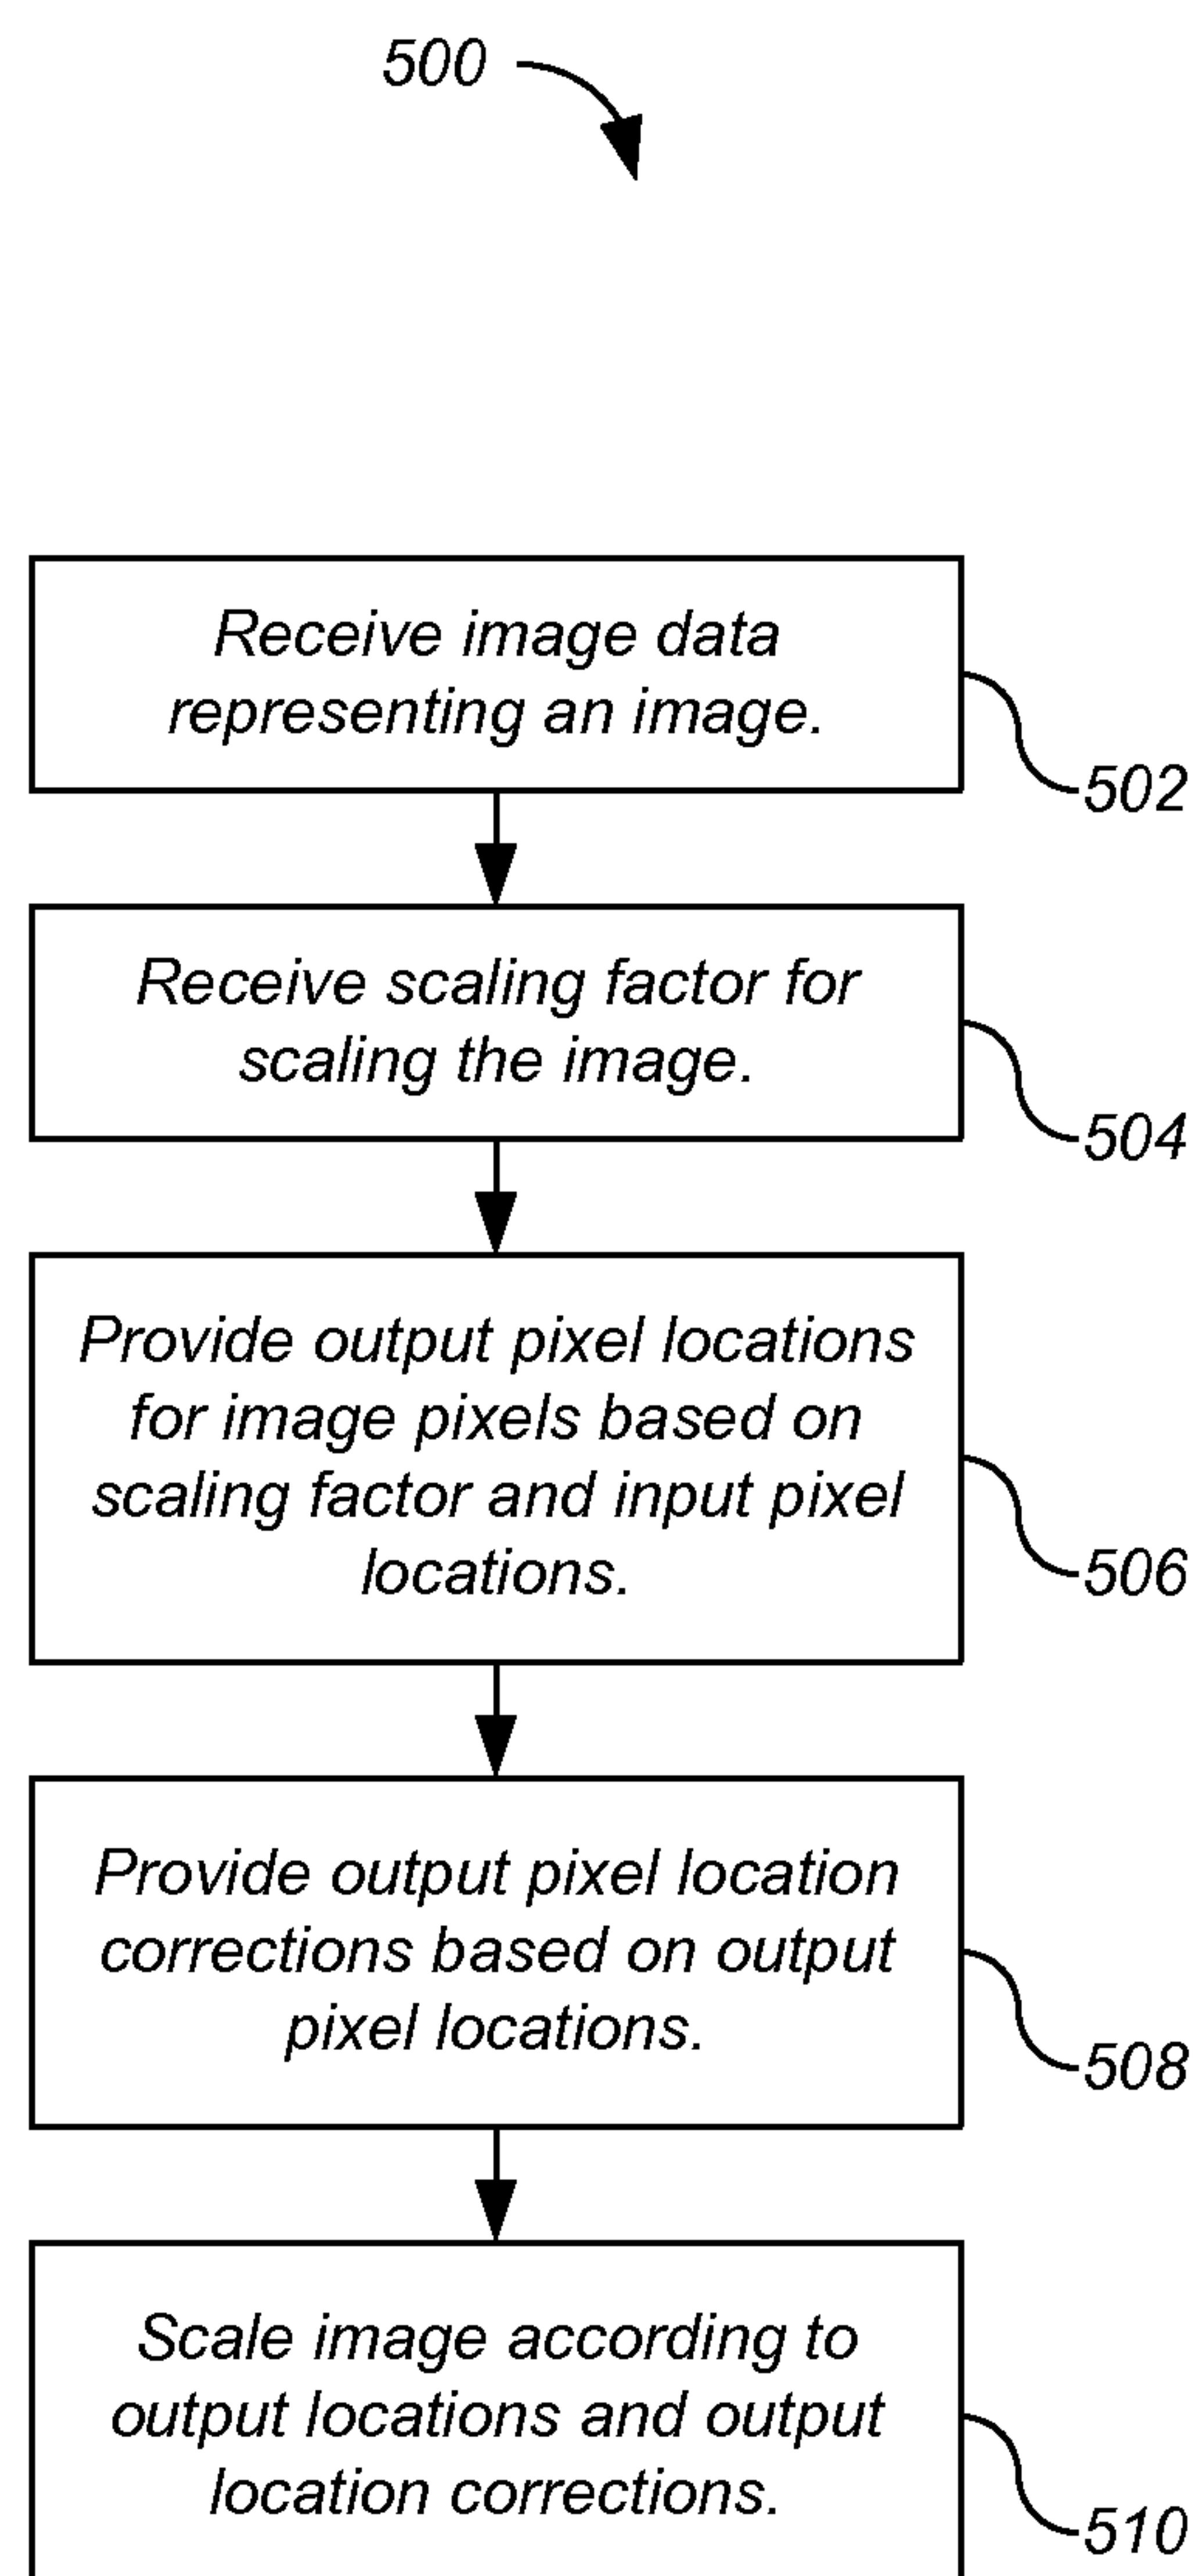 500
Receive image data
representing an image.
502
Receive scaling factor for
scaling the image.
504
Provide output pixel locations
for image pixels based on
scaling factor and input pixel
locations.
506
Provide output pixel location
corrections based on output
pixel locations.
508
Scale image according to
output locations and output
location corrections.
510